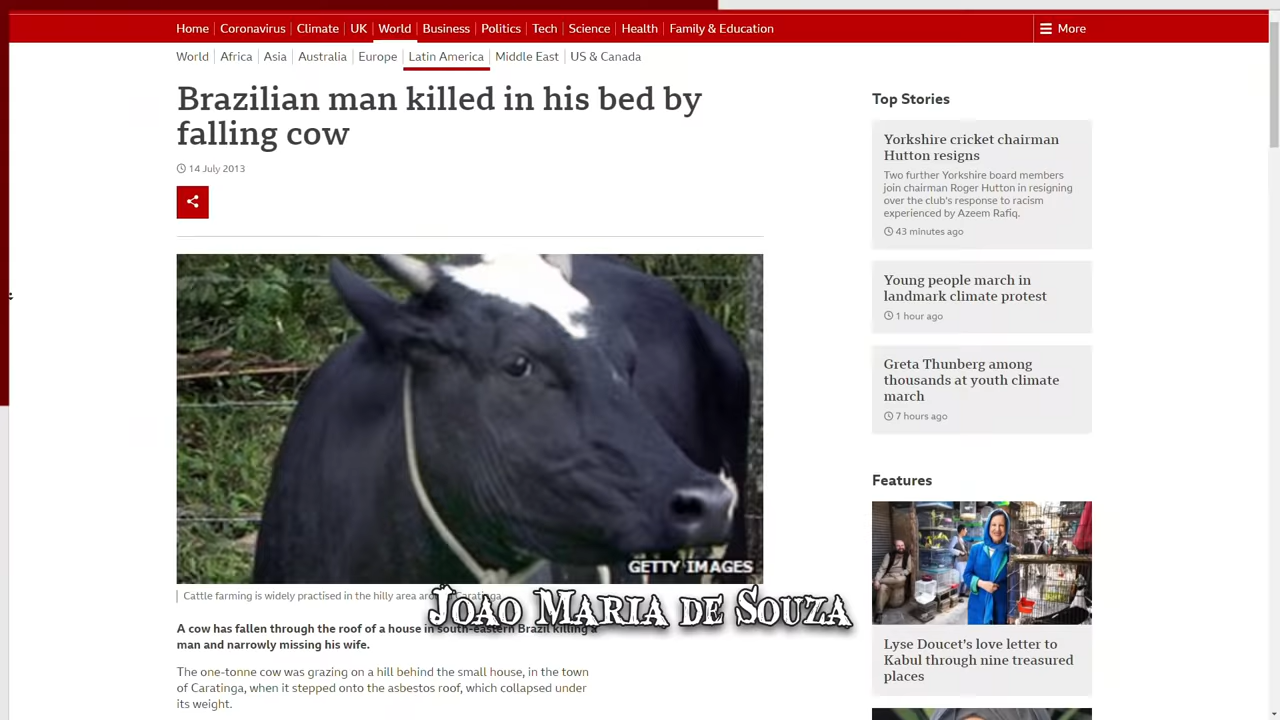 Home Coronavirus Climate UK World Business Politics Tech Science Health Family & Education More
World Africa Asia Australia Europe Latin America Middle East US & Canada
Brazilian man killed in his bed by
falling cow
14 July 2013
GETTY IMAGES
Cattle farming is widely practised in the hilly area Caratinga
JOAO MARIA DE SOUZA
A cow has fallen through the roof of a house in south-eastern Brazil killing a
man and narrowly missing his wife.
The one-tonne cow was grazing on a hill behind the small house, in the town
of Caratinga, when it stepped onto the asbestos roof, which collapsed under
its weight.
Top Stories
Yorkshire cricket chairman
Hutton resigns
Two further Yorkshire board members
join chairman Roger Hutton in resigning
over the club's response to racism
experienced by Azeem Rafiq.
43 minutes ago
Young people march in
landmark climate protest
1 hour ago
Greta Thunberg among
thousands at youth climate
march
7 hours ago
Features
Lyse Doucet's love letter to
Kabul through nine treasured
places